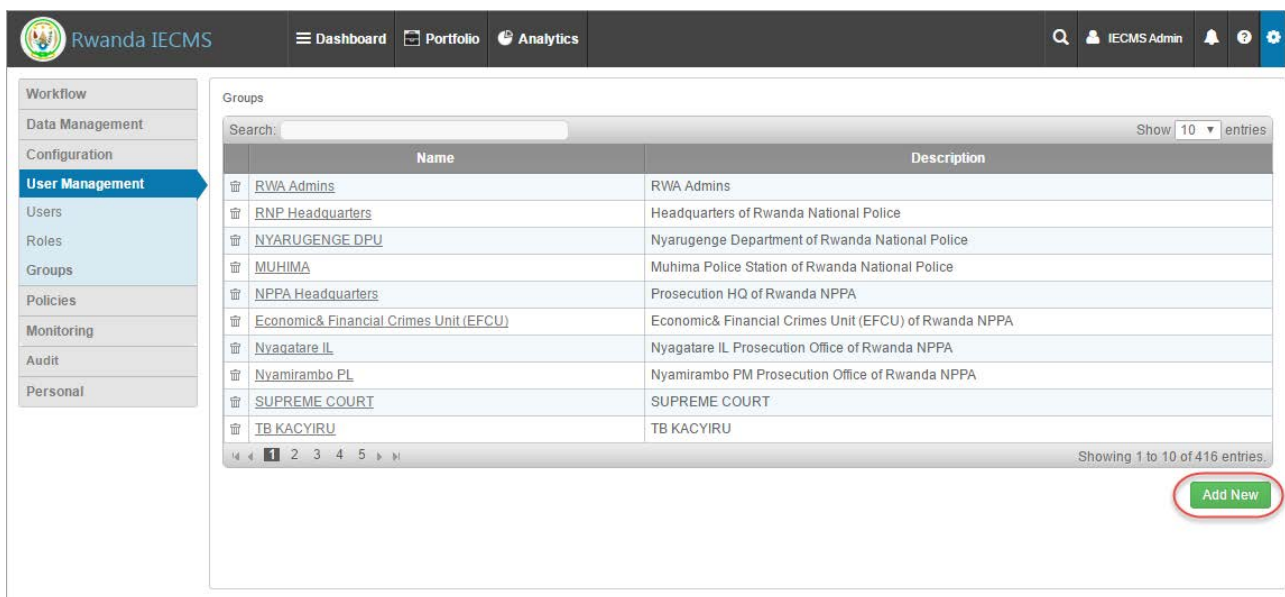 Rwanda IECMS Dashboard Portfolio Analytics IECMS Admin
Workflow
Data Management
Configuration
User Management
Users
Roles
Groups
Policies
Monitoring
Audit
Personal
Groups
Search: Show 10 entries
Name Description
RWA Admins RWA Admins
RNP Headquarters Headquarters of Rwanda National Police
NYARUGENGE DPU Nyarugenge Department of Rwanda National Police
MUHIMA Muhima Police Station of Rwanda National Police
NPPA Headquarters Prosecution HQ of Rwanda NPPA
Economic& Financial Crimes Unit (EFCU) Economic& Financial Crimes Unit (EFCU) of Rwanda NPPA
Nyagatare IL Nyagatare IL Prosecution Office of Rwanda NPPA
Nyamirambo PL Nyamirambo PM Prosecution Office of Rwanda NPPA
SUPREME COURT SUPREME COURT
TB KACYIRU TB KACYIRU
1 2 3 4 5 Showing 1 to 10 of 416 entries.
Add New